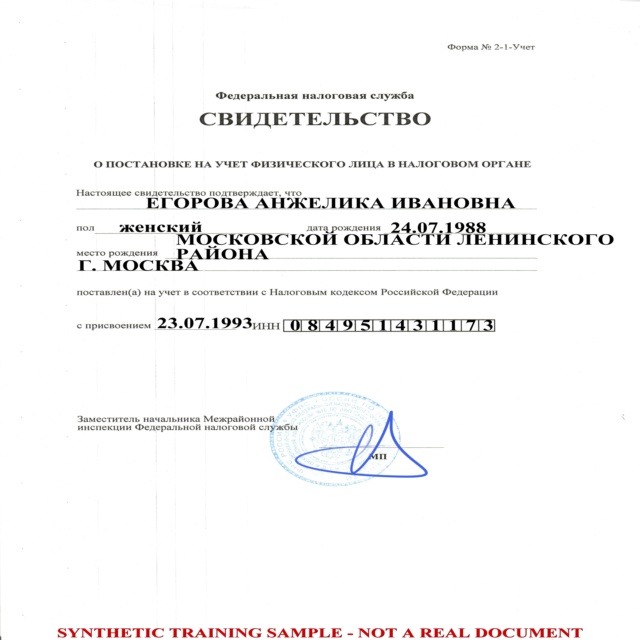 Форма № 2-1-Учет
Федеральная налоговая служба
СВИДЕТЕЛЬСТВО
О ПОСТАНОВКЕ НА УЧЕТ ФИЗИЧЕСКОГО ЛИЦА В НАЛОГОВОМ ОРГАНЕ
Настоящее свидетельство подтверждает, что
ЕГОРОВА АНЖЕЛИКА ИВАНОВНА
пол женский дата рождения 24.07.1988
МОСКОВСКОЙ ОБЛАСТИ ЛЕНИНСКОГО
место рождения РАЙОНА
Г. МОСКВА
поставлен(а) на учет в соответствии с Налоговым кодексом Российской Федерации
с присвоением 23.07.1993 ИНН 084951431173
Заместитель начальника Межрайонной
инспекции Федеральной налоговой службы
МП
SYNTHETIC TRAINING SAMPLE - NOT A REAL DOCUMENT